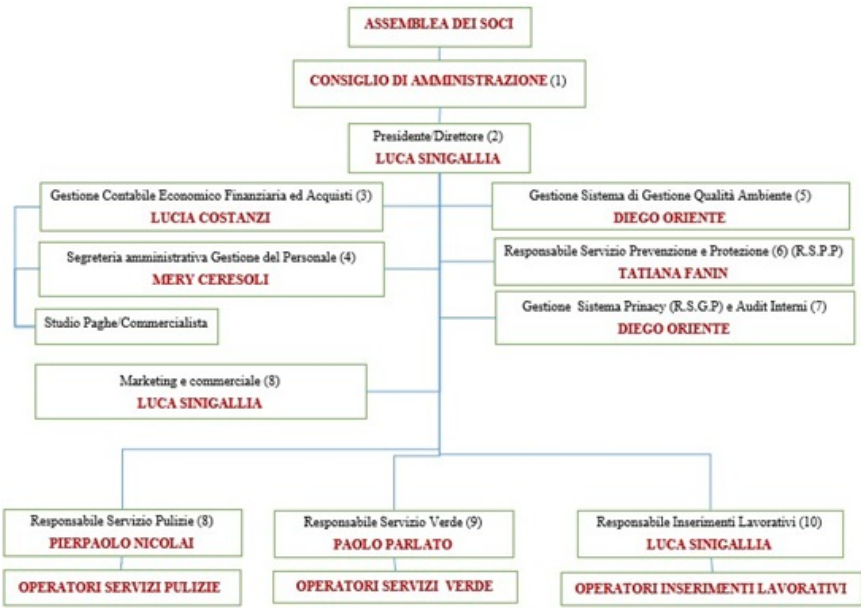 ASSEMBLEA DEI SOCI
CONSIGLIO DI AMMINISTRAZIONE (1)
Presidente/Direttore (2)
LUCA SINIGALLIA
Gestione Contabile Economico Finanziaria ed Acquisti (3)
LUCIA COSTANZI
Gestione Sistema di Gestione Qualità Ambiente (5)
DIEGO ORIENTE
Segreteria amministrativa Gestione del Personale (4)
MERY CERESOLI
Responsabile Servizio Prevenzione e Protezione (6) (R.S.P.P)
TATIANA FANIN
Studio Paghe/Commercialista
Gestione Sistema Prinacy (R.S.G.P) e Audit Interni (7)
DIEGO ORIENTE
Marketing e commerciale (8)
LUCA SINIGALLIA
Responsabile Servizio Pulizie (8)
PIERPAOLO NICOLAI
OPERATORI SERVIZI PULIZIE
Responsabile Servizio Verde (9)
PAOLO PARLATO
OPERATORI SERVIZI VERDE
Responsabile Inserimenti Lavorativi (10)
LUCA SINIGALLIA
OPERATORI INSERIMENTI LAVORATIVI